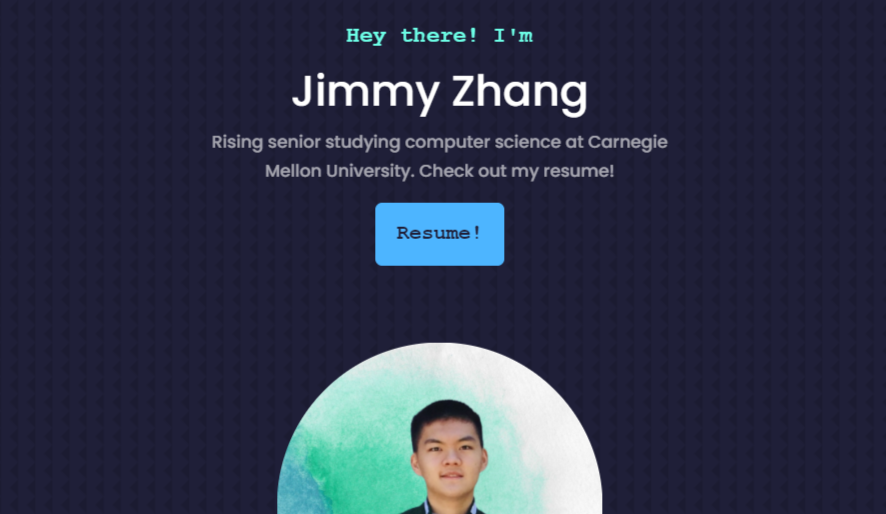 Hey there! I'm
Jimmy Zhang
Rising senior studying computer science at Carnegie
Mellon University. Check out my resume!
Resume!